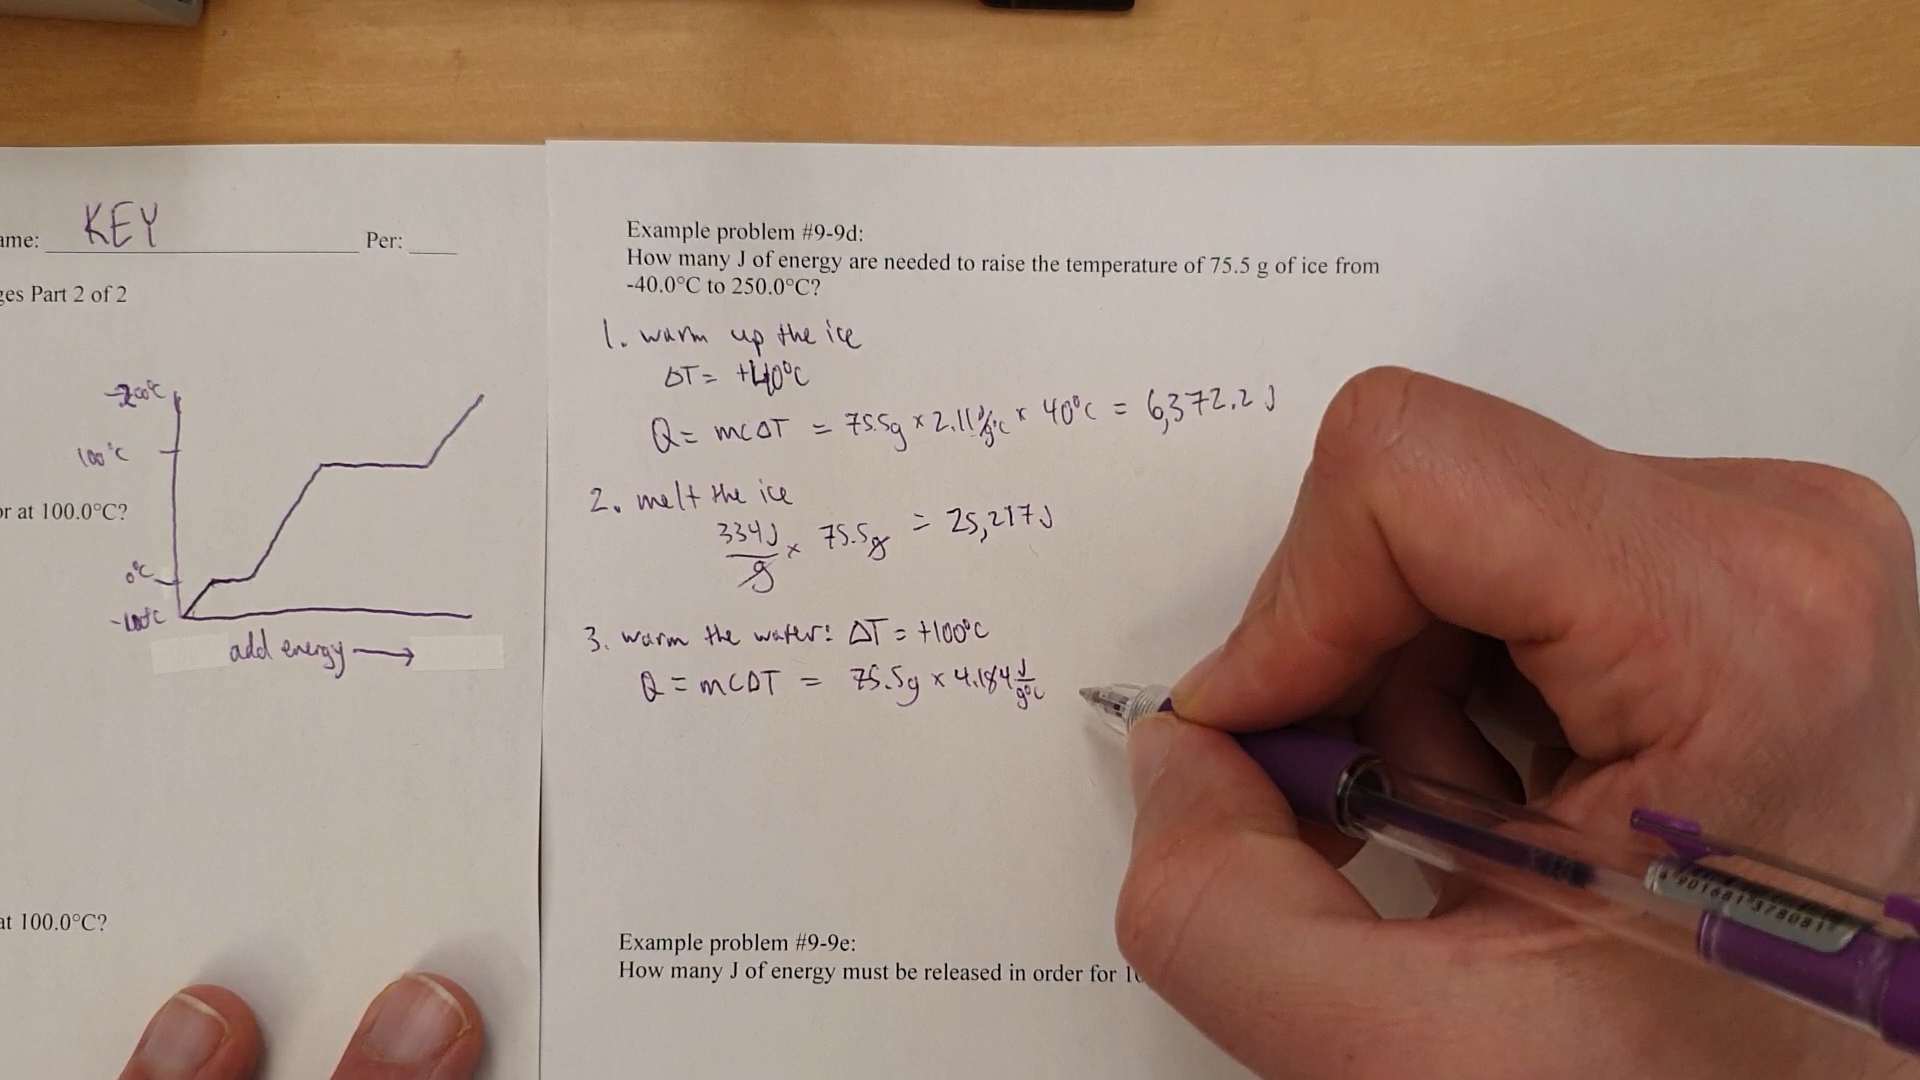 ame: KEY Per:
ges Part 2 of 2
100°C
or at 100.0°C?
0°C
add energy →
at 100.0°C?
Example problem #9-9d:
How many J of energy are needed to raise the temperature of 75.5 g of ice from
-40.0°C to 250.0°C?
1. warm up the ice
ΔT = +40°C
Q = mCΔT = 75.5g × 2.11 J/g°C × 40°C = 6,372.2 J
2. melt the ice
334J/g × 75.5g = 25,217J
3. warm the water: ΔT = +100°C
Q = mCΔT = 75.5g × 4.184 J/g°C
Example problem #9-9e:
How many J of energy must be released in order for